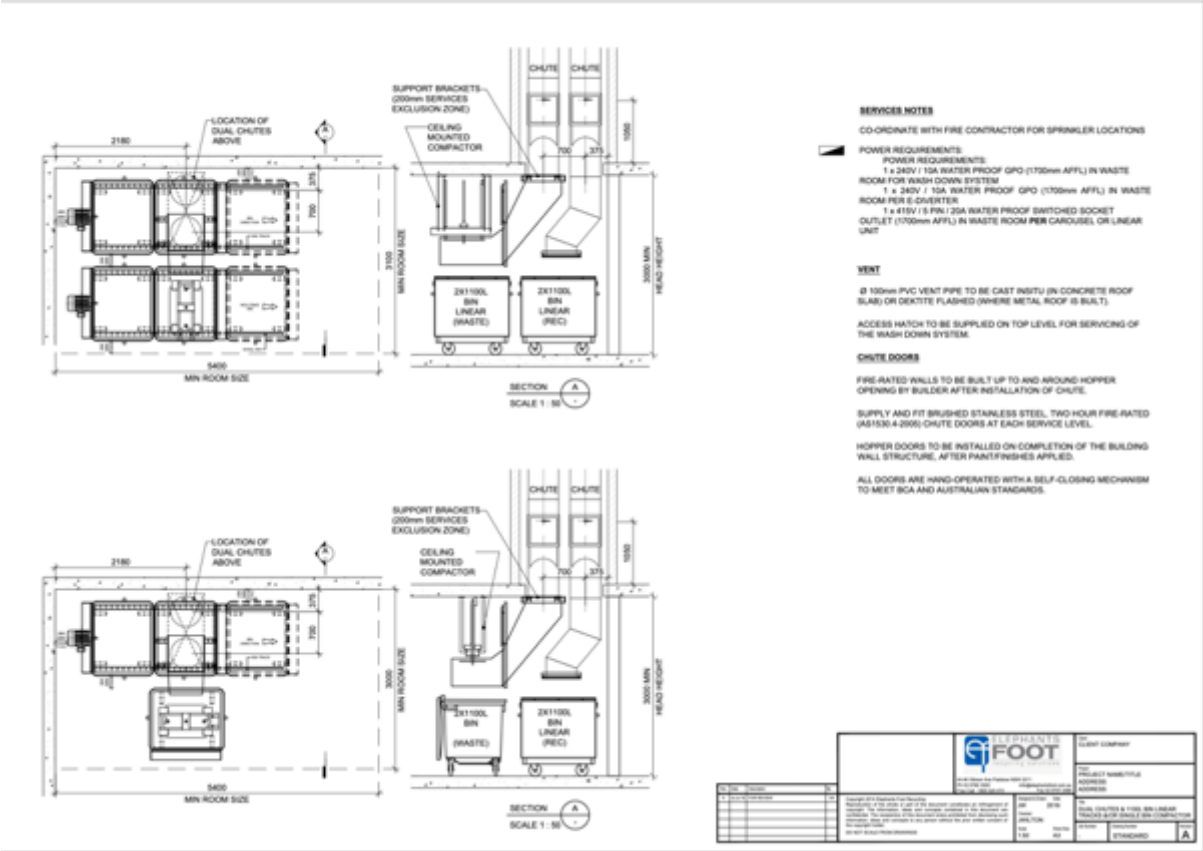 LOCATION OF
DUAL CHUTES
ABOVE
A
2180
375
700
3100
MIN ROOM SIZE
5400
MIN ROOM SIZE
SUPPORT BRACKETS
(200mm SERVICES
EXCLUSION ZONE)
CEILING
MOUNTED
COMPACTOR
CHUTE
CHUTE
1050
700
375
3000 MIN
HEAD HEIGHT
2X1100L
BIN
LINEAR
(WASTE)
2X1100L
BIN
LINEAR
(REC)
SECTION
A
SCALE 1 : 50
-
LOCATION OF
DUAL CHUTES
ABOVE
A
2180
375
700
3000
MIN ROOM SIZE
5400
MIN ROOM SIZE
SUPPORT BRACKETS
(200mm SERVICES
EXCLUSION ZONE)
CEILING
MOUNTED
COMPACTOR
CHUTE
CHUTE
1050
700
375
3000 MIN
HEAD HEIGHT
2X1100L
BIN
(WASTE)
2X1100L
BIN
LINEAR
(REC)
SECTION
A
SCALE 1 : 50
-
SERVICES NOTES
CO-ORDINATE WITH FIRE CONTRACTOR FOR SPRINKLER LOCATIONS
POWER REQUIREMENTS:
POWER REQUIREMENTS:
1 x 240V / 10A WATER PROOF GPO (1700mm AFFL) IN WASTE
ROOM FOR WASH DOWN SYSTEM
1 x 240V / 10A WATER PROOF GPO (1700mm AFFL) IN WASTE
ROOM PER E-DIVERTER
1 x 415V / 5 PIN / 20A WATER PROOF SWITCHED SOCKET
OUTLET (1700mm AFFL) IN WASTE ROOM PER CAROUSEL OR LINEAR
UNIT
VENT
Ø 100mm PVC VENT PIPE TO BE CAST INSITU (IN CONCRETE ROOF
SLAB) OR DEKTITE FLASHED (WHERE METAL ROOF IS BUILT).
ACCESS HATCH TO BE SUPPLIED ON TOP LEVEL FOR SERVICING OF
THE WASH DOWN SYSTEM.
CHUTE DOORS
FIRE-RATED WALLS TO BE BUILT UP TO AND AROUND HOPPER
OPENING BY BUILDER AFTER INSTALLATION OF CHUTE.
SUPPLY AND FIT BRUSHED STAINLESS STEEL, TWO HOUR FIRE-RATED
(AS1530.4-2005) CHUTE DOORS AT EACH SERVICE LEVEL.
HOPPER DOORS TO BE INSTALLED ON COMPLETION OF THE BUILDING
WALL STRUCTURE, AFTER PAINT/FINISHES APPLIED.
ALL DOORS ARE HAND-OPERATED WITH A SELF-CLOSING MECHANISM
TO MEET BCA AND AUSTRALIAN STANDARDS.
ELEPHANTS
FOOT
CLIENT COMPANY
PROJECT NAME/TITLE
ADDRESS
ADDRESS
DUAL CHUTES & 1100L BIN LINEAR
TRACKS &/OR SINGLE BIN COMPACTOR
STANDARD
A
DO NOT SCALE FROM DRAWINGS